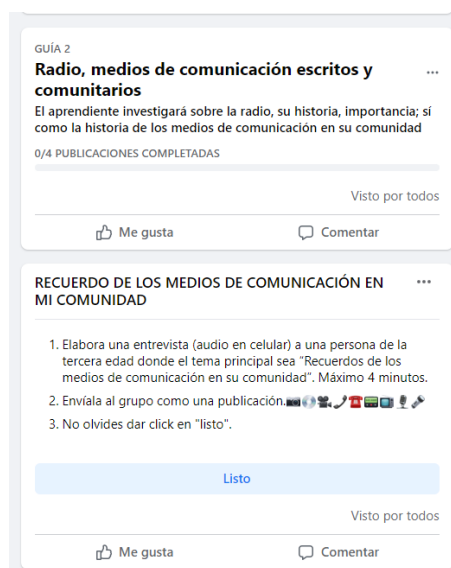 GUÍA 2
Radio, medios de comunicación escritos y
comunitarios
...
El aprendiente investigará sobre la radio, su historia, importancia; sí
como la historia de los medios de comunicación en su comunidad
0/4 PUBLICACIONES COMPLETADAS
Visto por todos
Me gusta
Comentar
RECUERDO DE LOS MEDIOS DE COMUNICACIÓN EN
MI COMUNIDAD
...
1. Elabora una entrevista (audio en celular) a una persona de la
tercera edad donde el tema principal sea "Recuerdos de los
medios de comunicación en su comunidad". Máximo 4 minutos.
2. Envíala al grupo como una publicación.📷💿📽🤳☎📟📺🎙🎤
3. No olvides dar click en "listo".
Listo
Visto por todos
Me gusta
Comentar